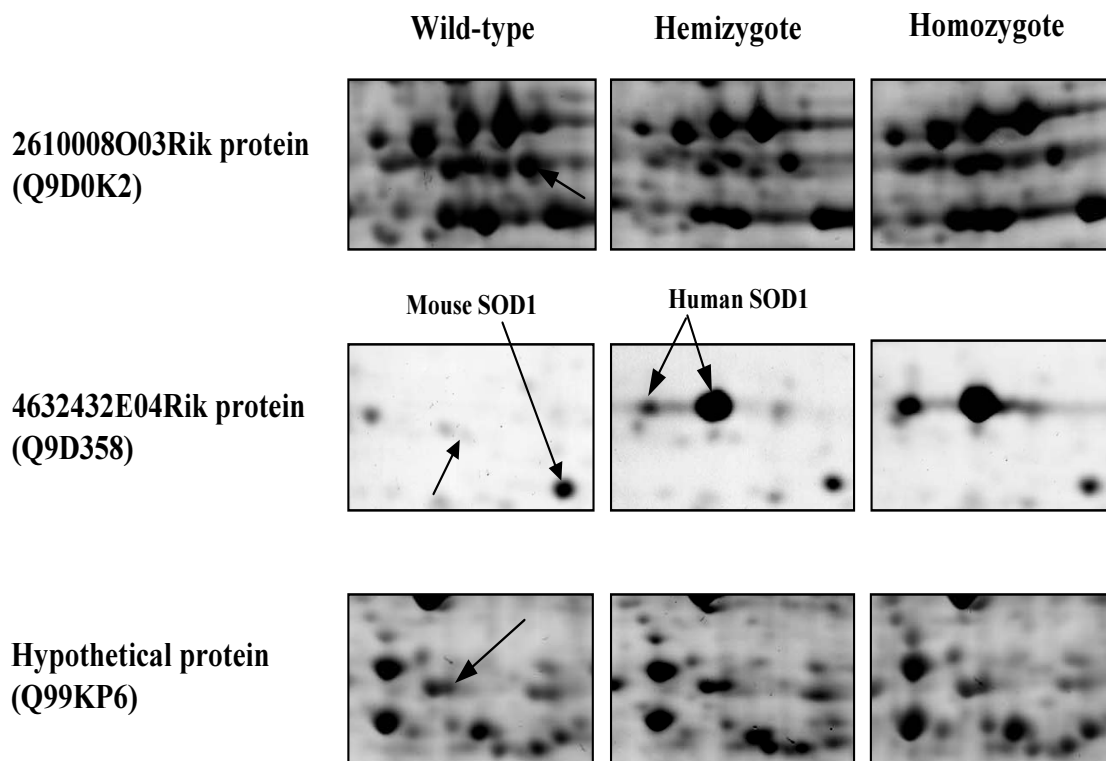 Wild-type Hemizygote Homozygote
2610008O03Rik protein
(Q9D0K2)
Mouse SOD1 Human SOD1
4632432E04Rik protein
(Q9D358)
Hypothetical protein
(Q99KP6)